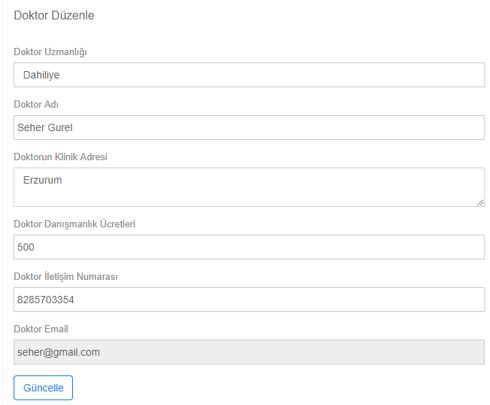 Doktor Düzenle
Doktor Uzmanlığı
Dahiliye
Doktor Adı
Seher Gurel
Doktorun Klinik Adresi
Erzurum
Doktor Danışmanlık Ücretleri
500
Doktor İletişim Numarası
8285703354
Doktor Email
seher@gmail.com
Güncelle